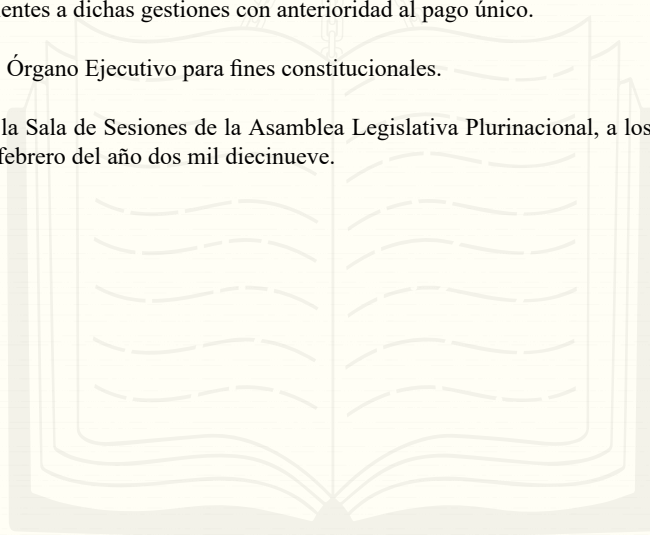 entes a dichas gestiones con anterioridad al pago único.
Órgano Ejecutivo para fines constitucionales.
la Sala de Sesiones de la Asamblea Legislativa Plurinacional, a los
febrero del año dos mil diecinueve.